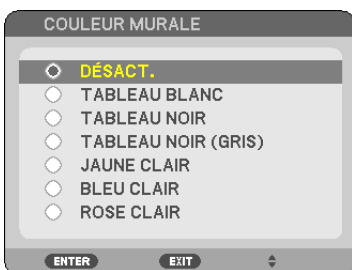 COULEUR MURALE
DÉSACT.
TABLEAU BLANC
TABLEAU NOIR
TABLEAU NOIR (GRIS)
JAUNE CLAIR
BLEU CLAIR
ROSE CLAIR
ENTER EXIT